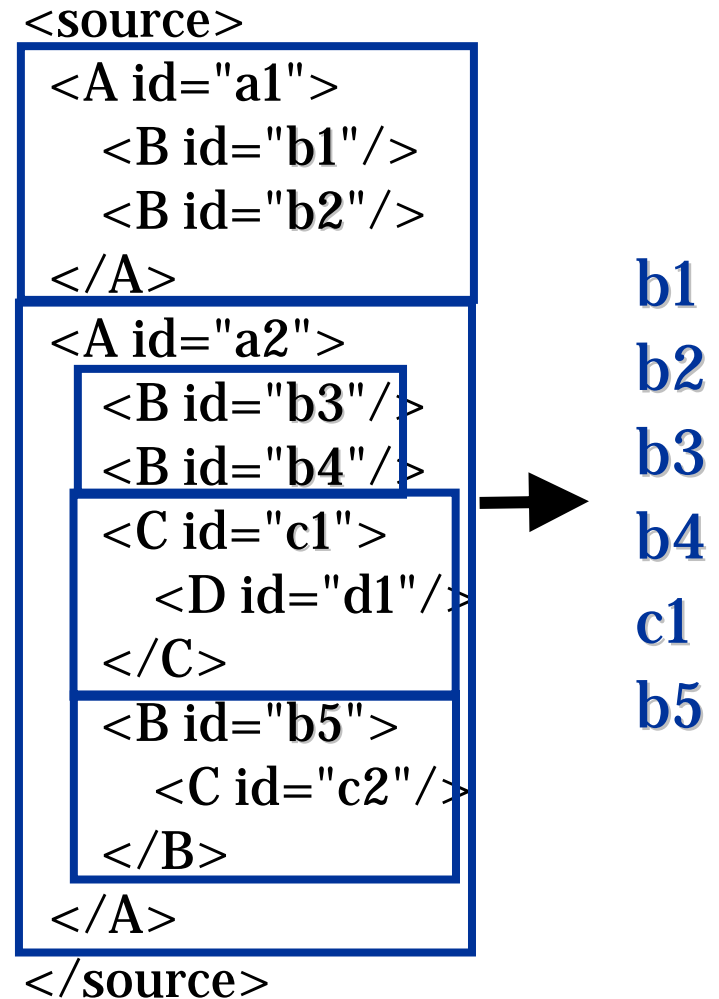 <source>
<A id="a1">
<B id="b1"/>
<B id="b2"/>
</A>
<A id="a2">
<B id="b3"/>
<B id="b4"/>
<C id="c1">
<D id="d1"/>
</C>
<B id="b5">
<C id="c2"/>
</B>
</A>
</source>
b1
b2
b3
b4
c1
b5